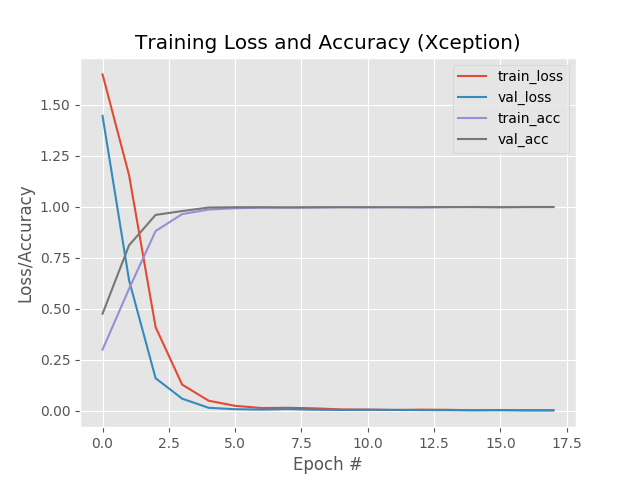 Training Loss and Accuracy (Xception)
train_loss
val_loss
train_acc
val_acc
Loss/Accuracy
1.50
1.25
1.00
0.75
0.50
0.25
0.00
0.0 2.5 5.0 7.5 10.0 12.5 15.0 17.5
Epoch #